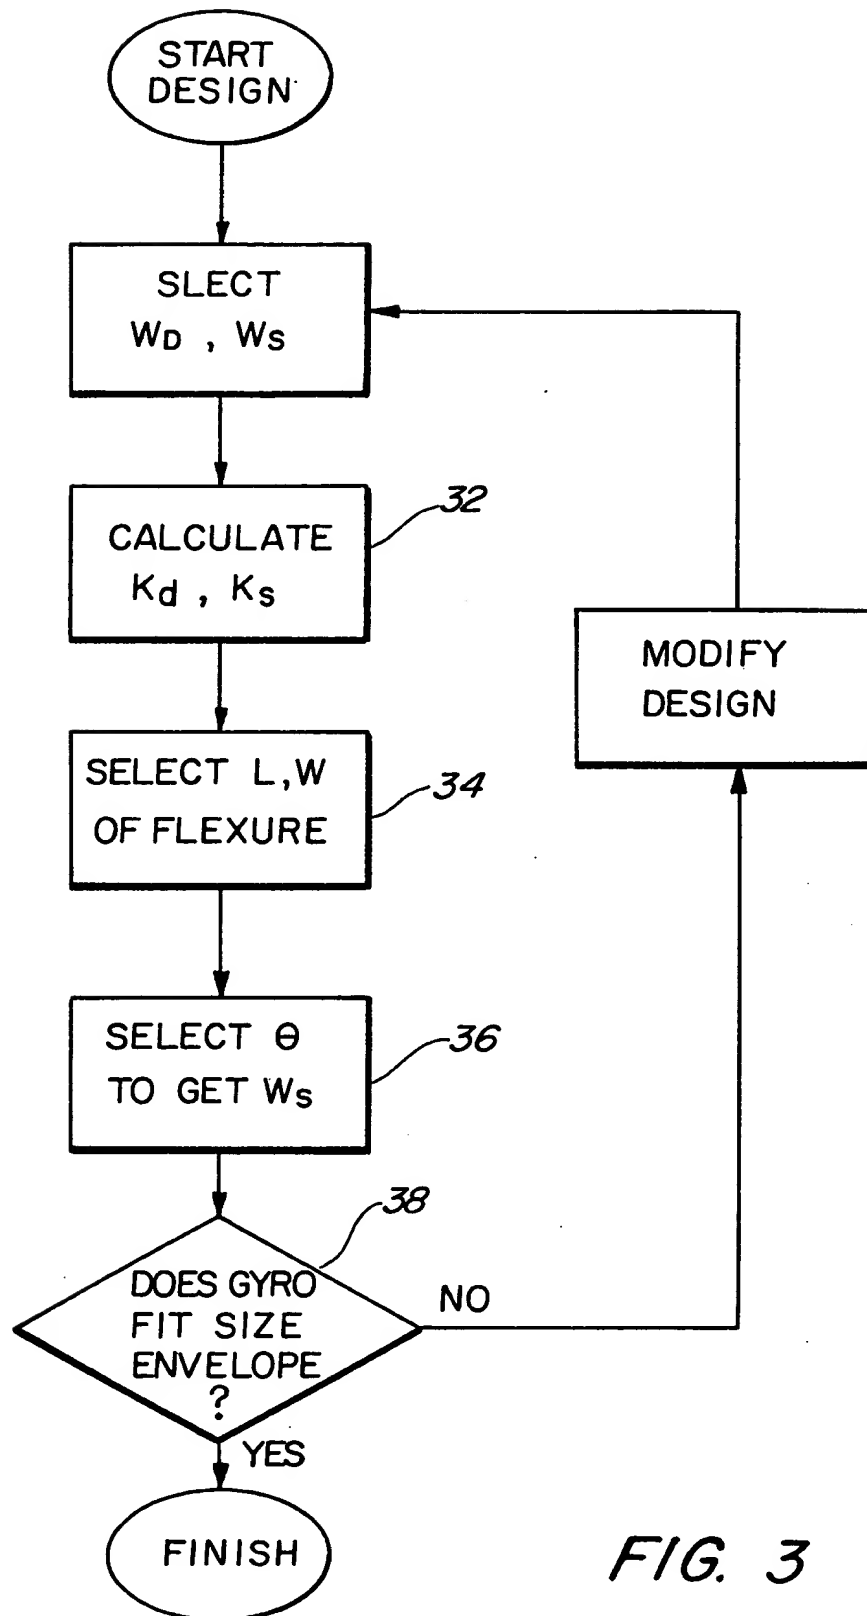 START
DESIGN
SLECT
WD , WS
CALCULATE
Kd , Ks
32
SELECT L,W
OF FLEXURE
34
MODIFY
DESIGN
SELECT Θ
TO GET Ws
36
DOES GYRO
FIT SIZE
ENVELOPE
?
38
NO
YES
FINISH
FIG. 3